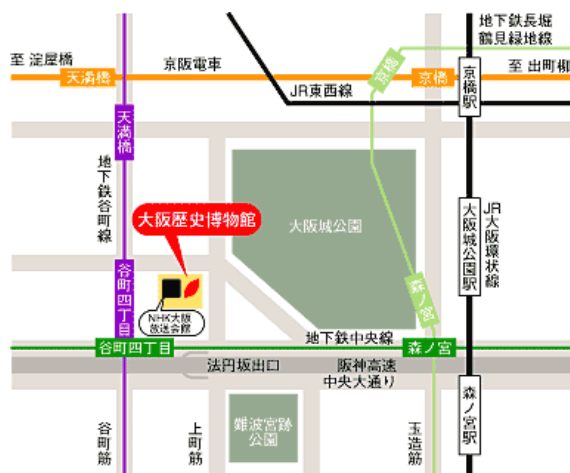 地下鉄長堀
鶴見緑地線
至 淀屋橋
京阪電車
京橋
至 出町柳
天満橋
京橋
京橋駅
JR東西線
天満橋
地下鉄谷町線
大阪歴史博物館
大阪城公園
大阪城公園駅
JR大阪環状線
谷町四丁目
NHK大阪
放送会館
森ノ宮
地下鉄中央線
谷町四丁目
森ノ宮
法円坂出口
阪神高速
中央大通り
森ノ宮駅
谷町筋
上町筋
難波宮跡
公園
玉造筋